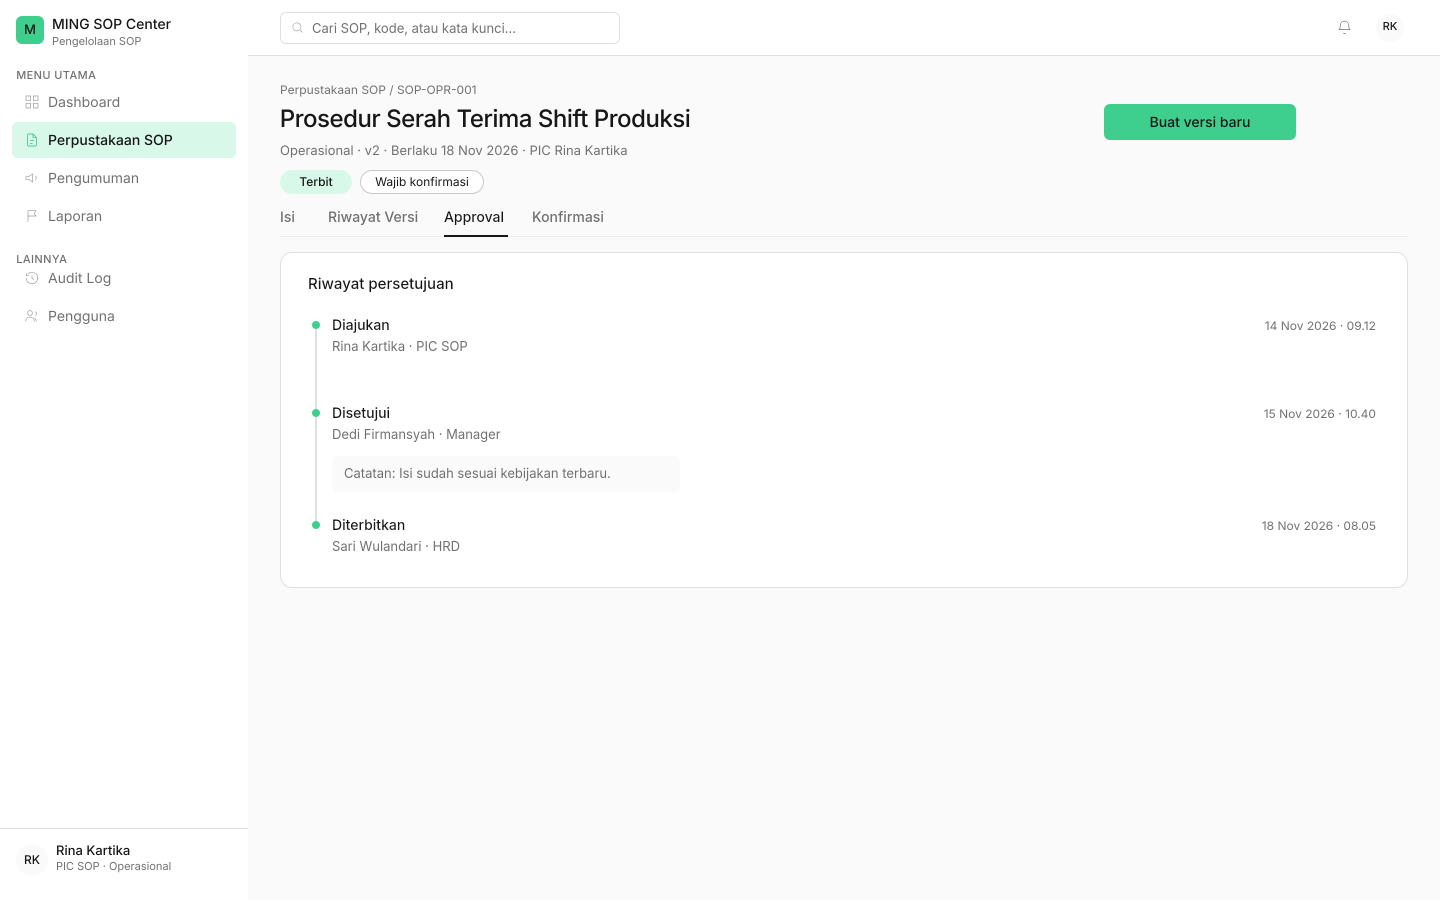 M
MING SOP Center
Pengelolaan SOP
MENU UTAMA
Dashboard
Perpustakaan SOP
Pengumuman
Laporan
LAINNYA
Audit Log
Pengguna
RK
Rina Kartika
PIC SOP · Operasional
Cari SOP, kode, atau kata kunci...
RK
Perpustakaan SOP / SOP-OPR-001
Prosedur Serah Terima Shift Produksi
Operasional · v2 · Berlaku 18 Nov 2026 · PIC Rina Kartika
Buat versi baru
Terbit
Wajib konfirmasi
Isi
Riwayat Versi
Approval
Konfirmasi
Riwayat persetujuan
Diajukan
14 Nov 2026 · 09.12
Rina Kartika · PIC SOP
Disetujui
15 Nov 2026 · 10.40
Dedi Firmansyah · Manager
Catatan: Isi sudah sesuai kebijakan terbaru.
Diterbitkan
18 Nov 2026 · 08.05
Sari Wulandari · HRD